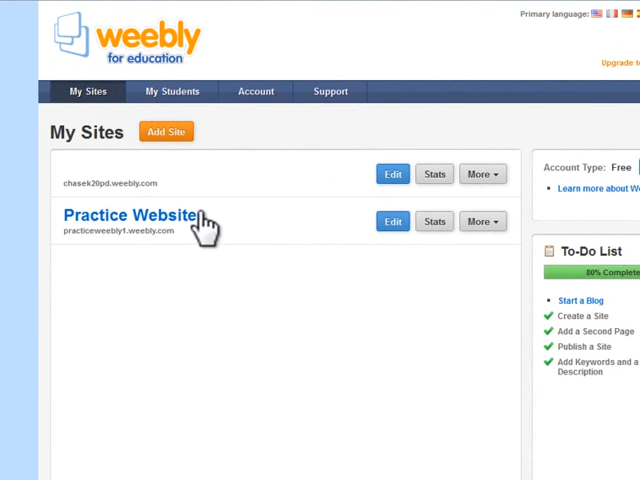 Primary language:
weebly
for education
Upgrade to
My Sites My Students Account Support
My Sites Add Site
chasek20pd.weebly.com Edit Stats More
Practice Website
practiceweebly1.weebly.com Edit Stats More
Account Type: Free
Learn more about We
To-Do List
80% Complete
Start a Blog
Create a Site
Add a Second Page
Publish a Site
Add Keywords and a
Description